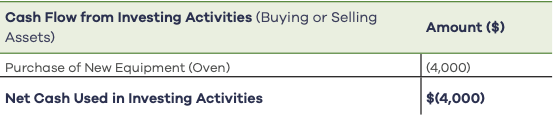 Cash Flow from Investing Activities (Buying or Selling
Assets)
Amount ($)
Purchase of New Equipment (Oven) (4,000)
Net Cash Used in Investing Activities $(4,000)